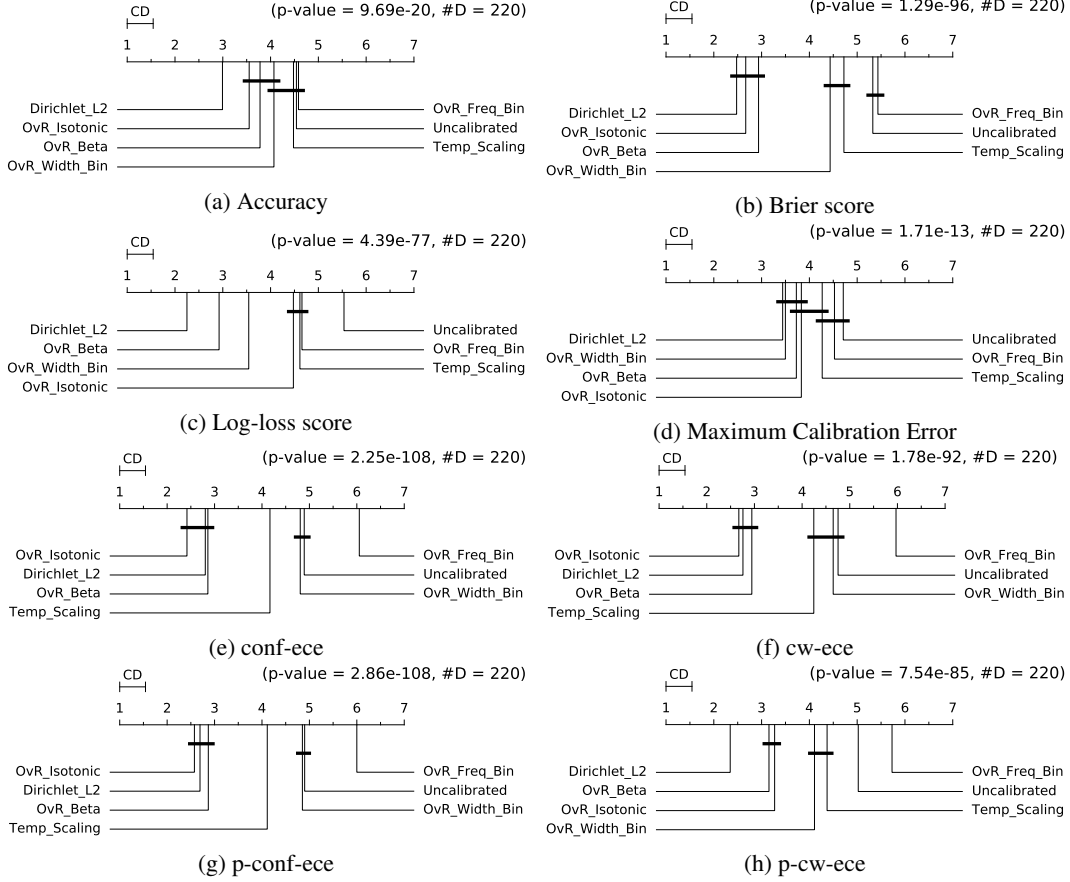 (p-value = 9.69e-20, #D = 220)
CD
1 2 3 4 5 6 7
Dirichlet_L2
OvR_Isotonic
OvR_Beta
OvR_Width_Bin
OvR_Freq_Bin
Uncalibrated
Temp_Scaling
(a) Accuracy
(p-value = 1.29e-96, #D = 220)
CD
1 2 3 4 5 6 7
Dirichlet_L2
OvR_Isotonic
OvR_Beta
OvR_Width_Bin
OvR_Freq_Bin
Uncalibrated
Temp_Scaling
(b) Brier score
(p-value = 4.39e-77, #D = 220)
CD
1 2 3 4 5 6 7
Dirichlet_L2
OvR_Beta
OvR_Width_Bin
OvR_Isotonic
Uncalibrated
OvR_Freq_Bin
Temp_Scaling
(c) Log-loss score
(p-value = 1.71e-13, #D = 220)
CD
1 2 3 4 5 6 7
Dirichlet_L2
OvR_Width_Bin
OvR_Beta
OvR_Isotonic
Uncalibrated
OvR_Freq_Bin
Temp_Scaling
(d) Maximum Calibration Error
(p-value = 2.25e-108, #D = 220)
CD
1 2 3 4 5 6 7
OvR_Isotonic
Dirichlet_L2
OvR_Beta
Temp_Scaling
OvR_Freq_Bin
Uncalibrated
OvR_Width_Bin
(e) conf-ece
(p-value = 1.78e-92, #D = 220)
CD
1 2 3 4 5 6 7
OvR_Isotonic
Dirichlet_L2
OvR_Beta
Temp_Scaling
OvR_Freq_Bin
Uncalibrated
OvR_Width_Bin
(f) cw-ece
(p-value = 2.86e-108, #D = 220)
CD
1 2 3 4 5 6 7
OvR_Isotonic
Dirichlet_L2
OvR_Beta
Temp_Scaling
OvR_Freq_Bin
Uncalibrated
OvR_Width_Bin
(g) p-conf-ece
(p-value = 7.54e-85, #D = 220)
CD
1 2 3 4 5 6 7
Dirichlet_L2
OvR_Beta
OvR_Isotonic
OvR_Width_Bin
OvR_Freq_Bin
Uncalibrated
Temp_Scaling
(h) p-cw-ece